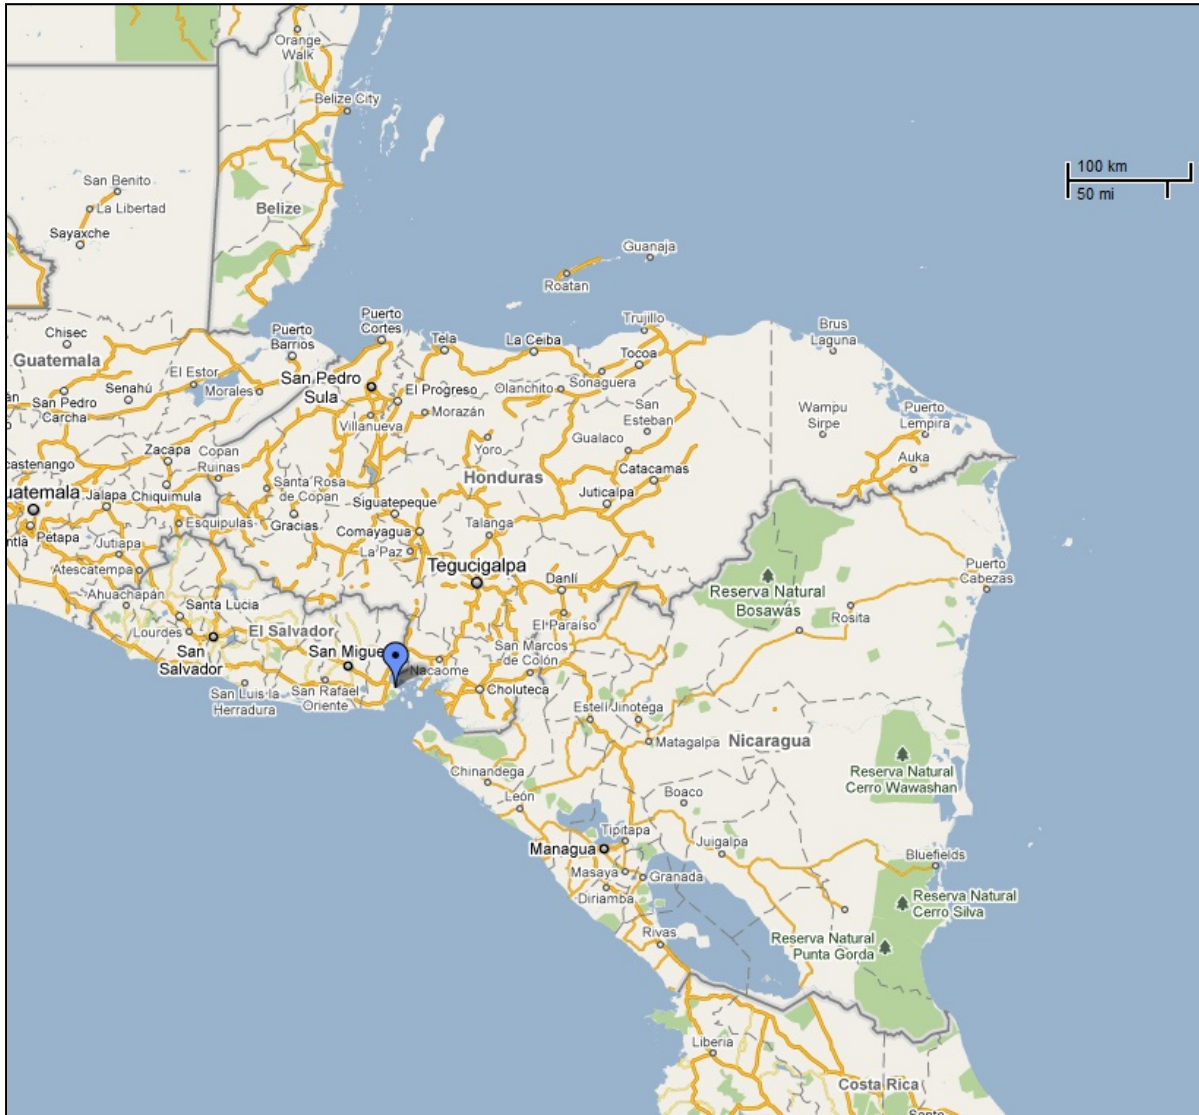 Orange
Walk
Belize City
100 km
50 mi
San Benito
La Libertad
Belize
Sayaxche
Guanaja
Roatan
Chisec
Puerto
Barrios
Puerto
Cortes
Tela
La Ceiba
Trujillo
Brus
Laguna
Guatemala
Tocoa
El Estor
San Pedro
Sula
El Progreso
Olanchito
Sonaguera
Senahú
Morales
án
San Pedro
Carcha
Morazán
Villanueva
San
Esteban
Wampu
Sirpe
Puerto
Lempira
Gualaco
Yoro
Zacapa
Copan
Ruinas
Auka
castenango
Catacamas
Honduras
Santa Rosa
de Copan
Juticalpa
uatemala
Jalapa
Chiquimula
Siguatepeque
Gracias
Talanga
Esquipulas
Comayagua
ntla
Petapa
Jutiapa
La Paz
Tegucigalpa
Atescatempa
Danlí
Puerto
Cabezas
Reserva Natural
Bosawás
Ahuachapán
Santa Lucia
Rosita
El Paraíso
Lourdes
El Salvador
San
Salvador
San Migue
San Marcos
de Colón
Nacaome
San Luis la
Herradura
San Rafael
Oriente
Choluteca
Estelí
Jinotega
Matagalpa
Nicaragua
Reserva Natural
Cerro Wawashan
Chinandega
León
Boaco
Tipitapa
Managua
Juigalpa
Bluefields
Masaya
Granada
Diriamba
Reserva Natural
Cerro Silva
Rivas
Reserva Natural
Punta Gorda
Liberia
Costa Rica